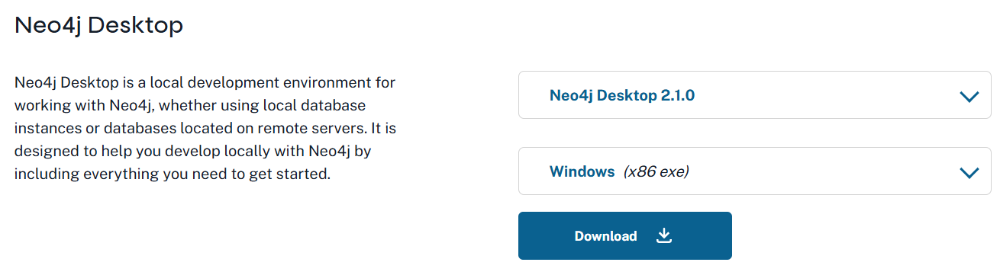 Neo4j Desktop
Neo4j Desktop is a local development environment for
working with Neo4j, whether using local database
instances or databases located on remote servers. It is
designed to help you develop locally with Neo4j by
including everything you need to get started.
Neo4j Desktop 2.1.0
Windows (x86 exe)
Download